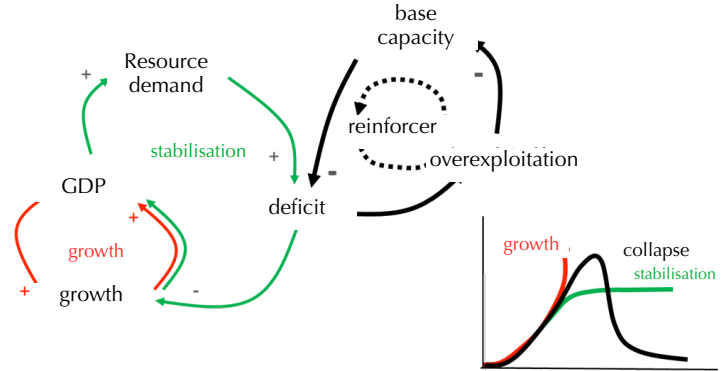 base
capacity
Resource
demand
+
-
reinforcer
stabilisation
+
-
overexploitation
GDP
deficit
+
growth
+
growth
-
growth
collapse
stabilisation